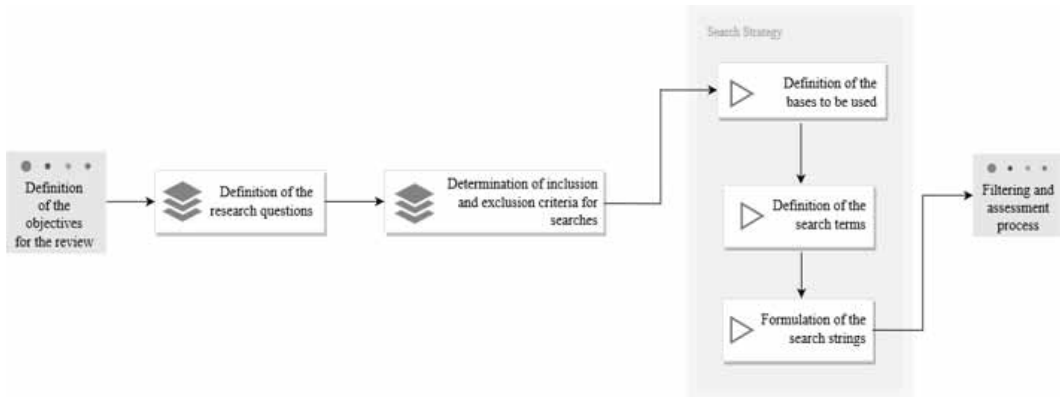 Definition
of the
objectives
for the review
Definition of the
research questions
Determination of inclusion
and exclusion criteria for
searches
Search Strategy
Definition of the
bases to be used
Definition of the
search terms
Formulation of the
search strings
Filtering and
assessment
process